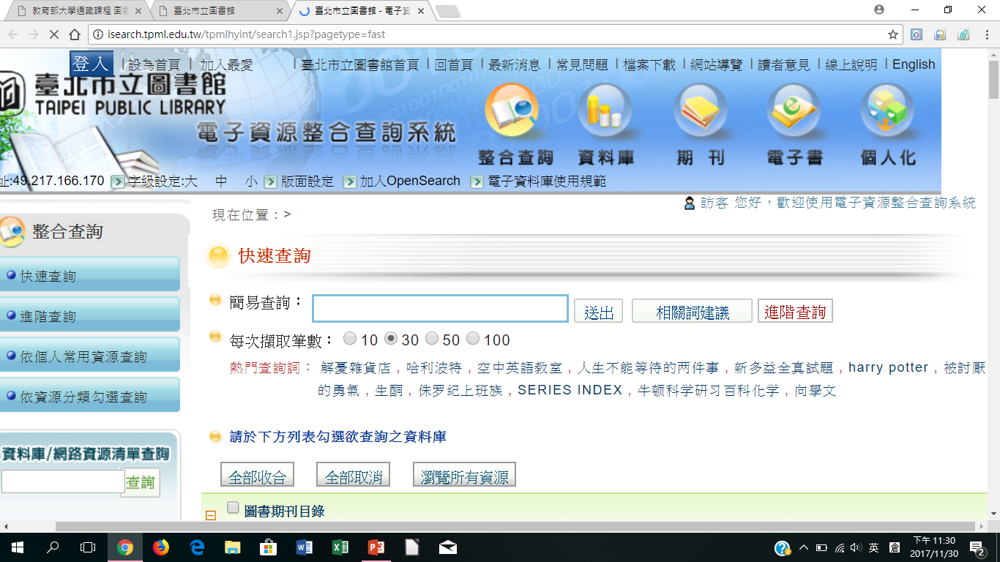 教育部大學通識課程 圖書
臺北市立圖書館
臺北市立圖書館 - 電子資
isearch.tpml.edu.tw/tpmlhyint/search1.jsp?pagetype=fast
登入 | 設為首頁 | 加入最愛 | 臺北市立圖書館首頁 | 回首頁 | 最新消息 | 常見問題 | 檔案下載 | 網站導覽 | 讀者意見 | 線上說明 | English
臺北市立圖書館
TAIPEI PUBLIC LIBRARY
電子資源整合查詢系統
整合查詢 資料庫 期刊 電子書 個人化
址:49.217.166.170 字級設定:大 中 小 版面設定 加入OpenSearch 電子資料庫使用規範
訪客 您好，歡迎使用電子資源整合查詢系統
現在位置：>
整合查詢
快速查詢
進階查詢
依個人常用資源查詢
依資源分類勾選查詢
資料庫/網路資源清單查詢
查詢
快速查詢
簡易查詢： 送出 相關詞建議 進階查詢
每次擷取筆數： 10 30 50 100
熱門查詢詞： 解憂雜貨店，哈利波特，空中英語教室，人生不能等待的两件事，新多益全真試題，harry potter，被討厭
的勇氣，生酮，侏罗纪上班族，SERIES INDEX，牛顿科学研习百科化学，向學文
請於下方列表勾選欲查詢之資料庫
全部收合 全部取消 瀏覽所有資源
圖書期刊目錄
英 倉 下午 11:30
2017/11/30
2